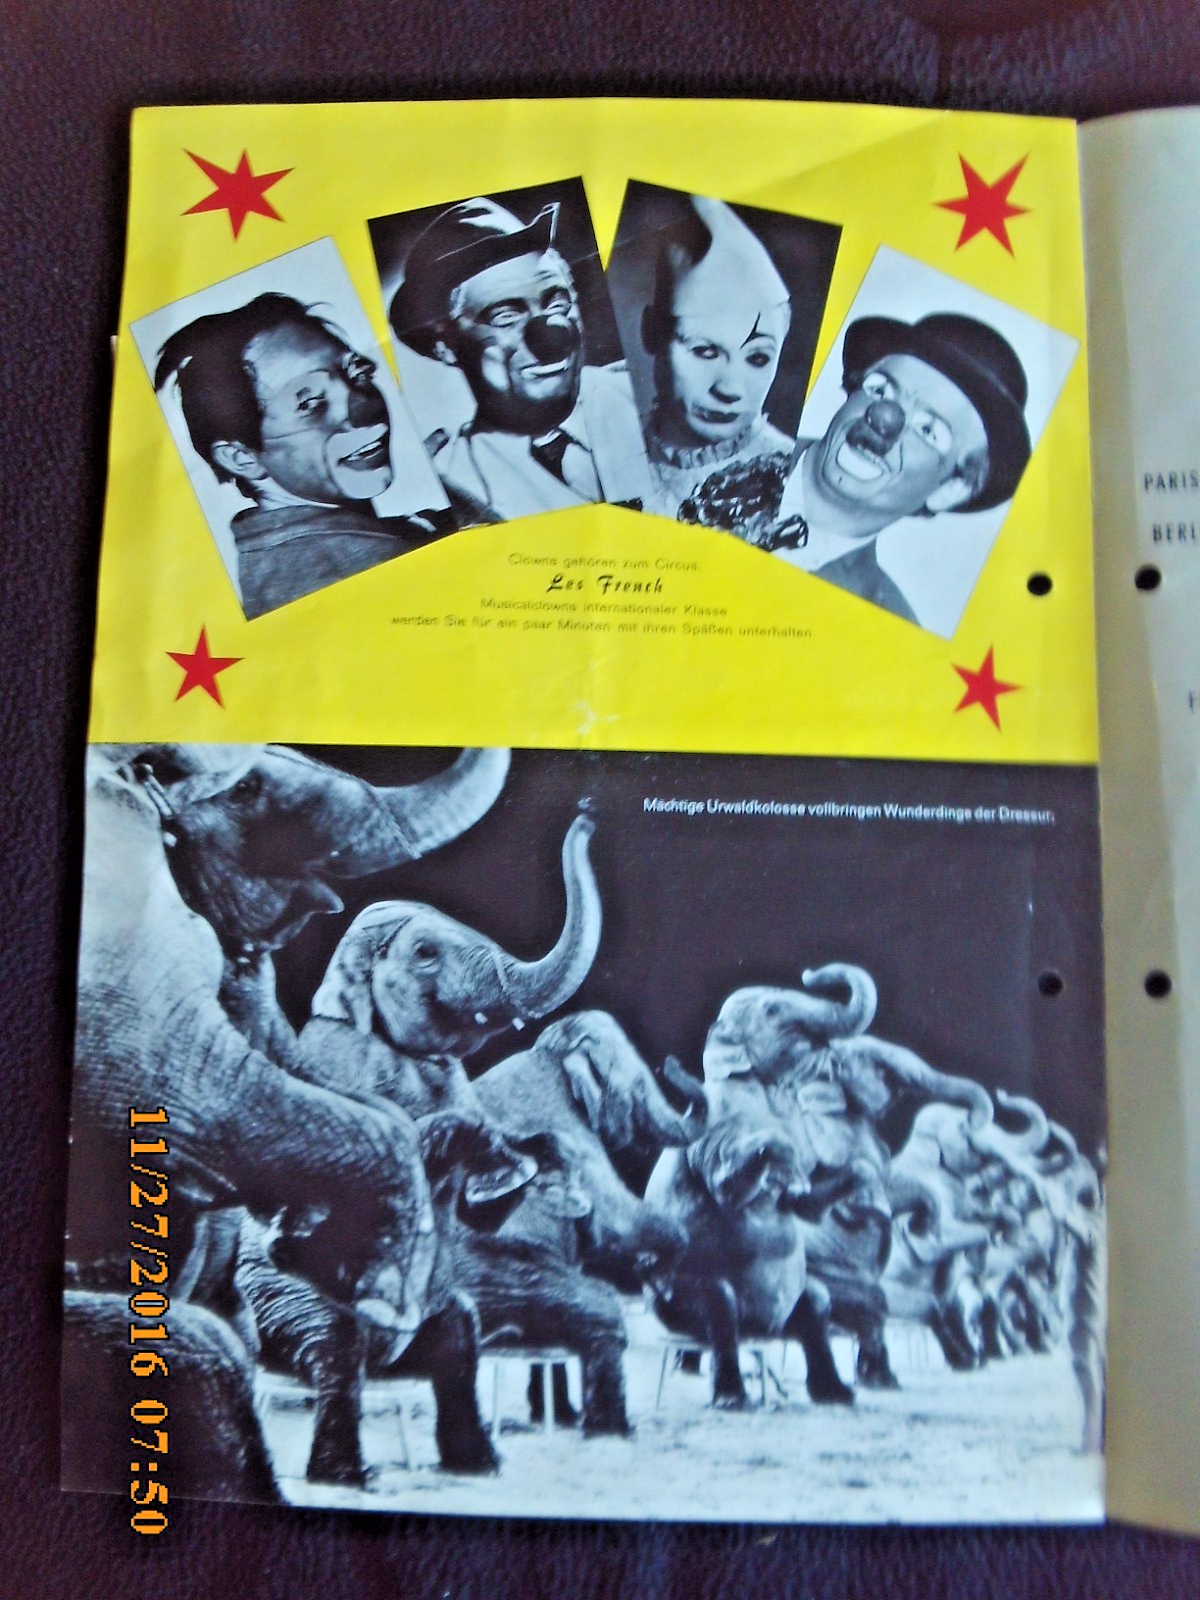 Clowns gehören zum Circus.
Les French
Musicalclowns internationaler Klasse
werden Sie für ein paar Minuten mit ihren Späßen unterhalten.
Mächtige Urwaldkolosse vollbringen Wunderdinge der Dressur.
PARIS
BERL
11/27/2016 07:50